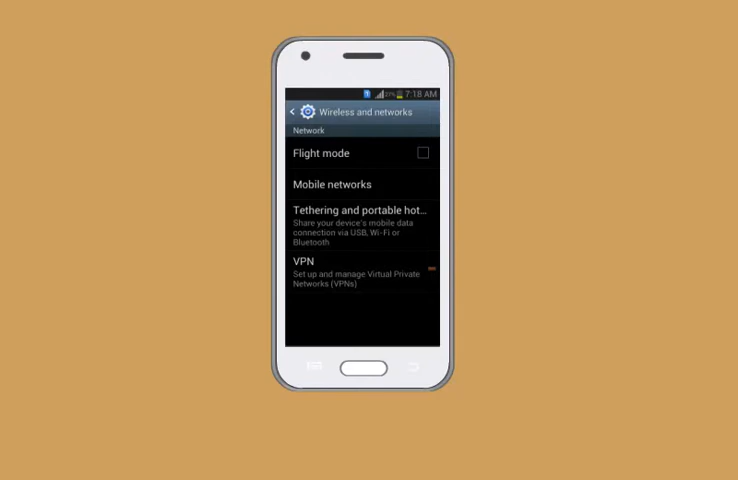 7:18 AM
Wireless and networks
Network
Flight mode
Mobile networks
Tethering and portable hot...
Share your device's mobile data
connection via USB, Wi-Fi or
Bluetooth
VPN
Set up and manage Virtual Private
Networks (VPNs)